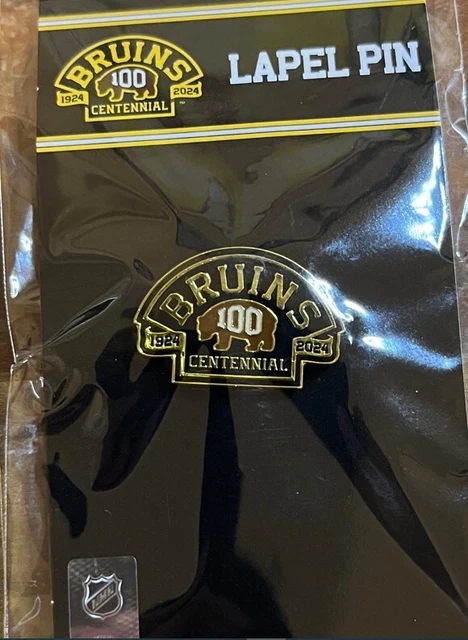 BRUINS
100
1924 2024
CENTENNIAL
LAPEL PIN
BRUINS
100
1924 2024
CENTENNIAL
NHL